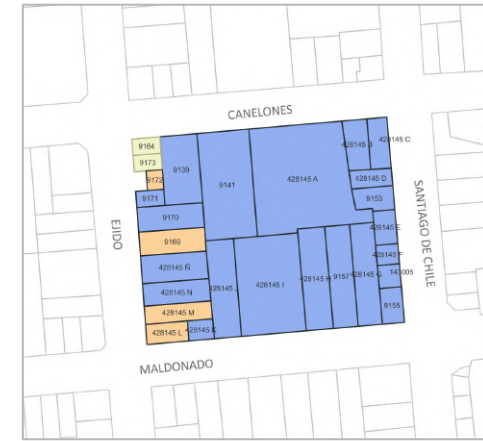 CANELONES
9164
9173
9172
9171
9139
9141
428145 A
428145 B
428145 C
428145 D
9153
9170
9169
428145 Ñ
428145 N
428145 M
428145 L
428145 K
428145 J
428145 I
428145 H
9157
428145 G
428145 E
428145 F
9155
EJIDO
SANTIAGO DE CHILE
MALDONADO